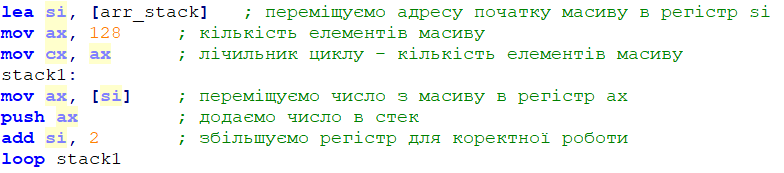 lea si, [arr_stack] ; переміщуємо адресу початку масиву в регістр si
mov ax, 128 ; кількість елементів масиву
mov cx, ax ; лічильник циклу – кількість елементів масиву
stack1:
mov ax, [si] ; переміщуємо число з масиву в регістр ax
push ax ; додаємо число в стек
add si, 2 ; збільшуємо регістр для коректної роботи
loop stack1